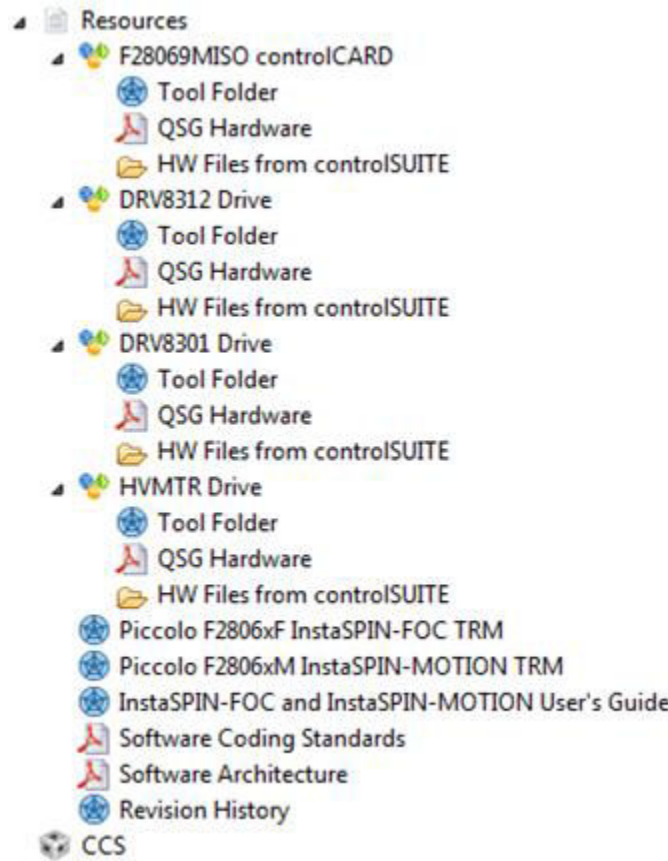 Resources
F28069MISO controlCARD
Tool Folder
QSG Hardware
HW Files from controlSUITE
DRV8312 Drive
Tool Folder
QSG Hardware
HW Files from controlSUITE
DRV8301 Drive
Tool Folder
QSG Hardware
HW Files from controlSUITE
HVMTR Drive
Tool Folder
QSG Hardware
HW Files from controlSUITE
Piccolo F2806xF InstaSPIN-FOC TRM
Piccolo F2806xM InstaSPIN-MOTION TRM
InstaSPIN-FOC and InstaSPIN-MOTION User's Guide
Software Coding Standards
Software Architecture
Revision History
CCS